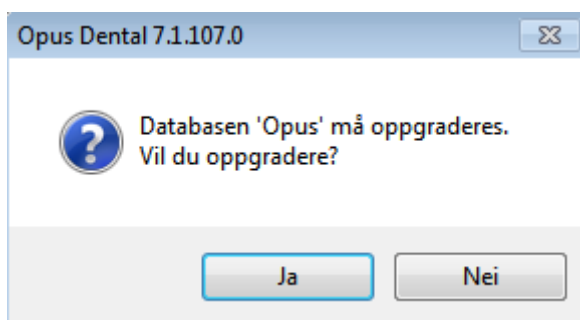 Opus Dental 7.1.107.0
Databasen 'Opus' må oppgraderes.
Vil du oppgradere?
Ja
Nei